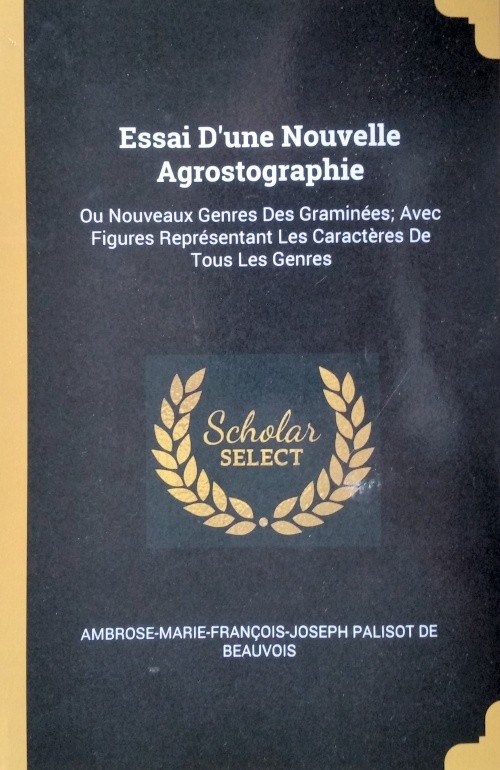 Essai D'une Nouvelle
Agrostographie
Ou Nouveaux Genres Des Graminées; Avec
Figures Représentant Les Caractères De
Tous Les Genres
Scholar
SELECT
AMBROSE-MARIE-FRANÇOIS-JOSEPH PALISOT DE
BEAUVOIS